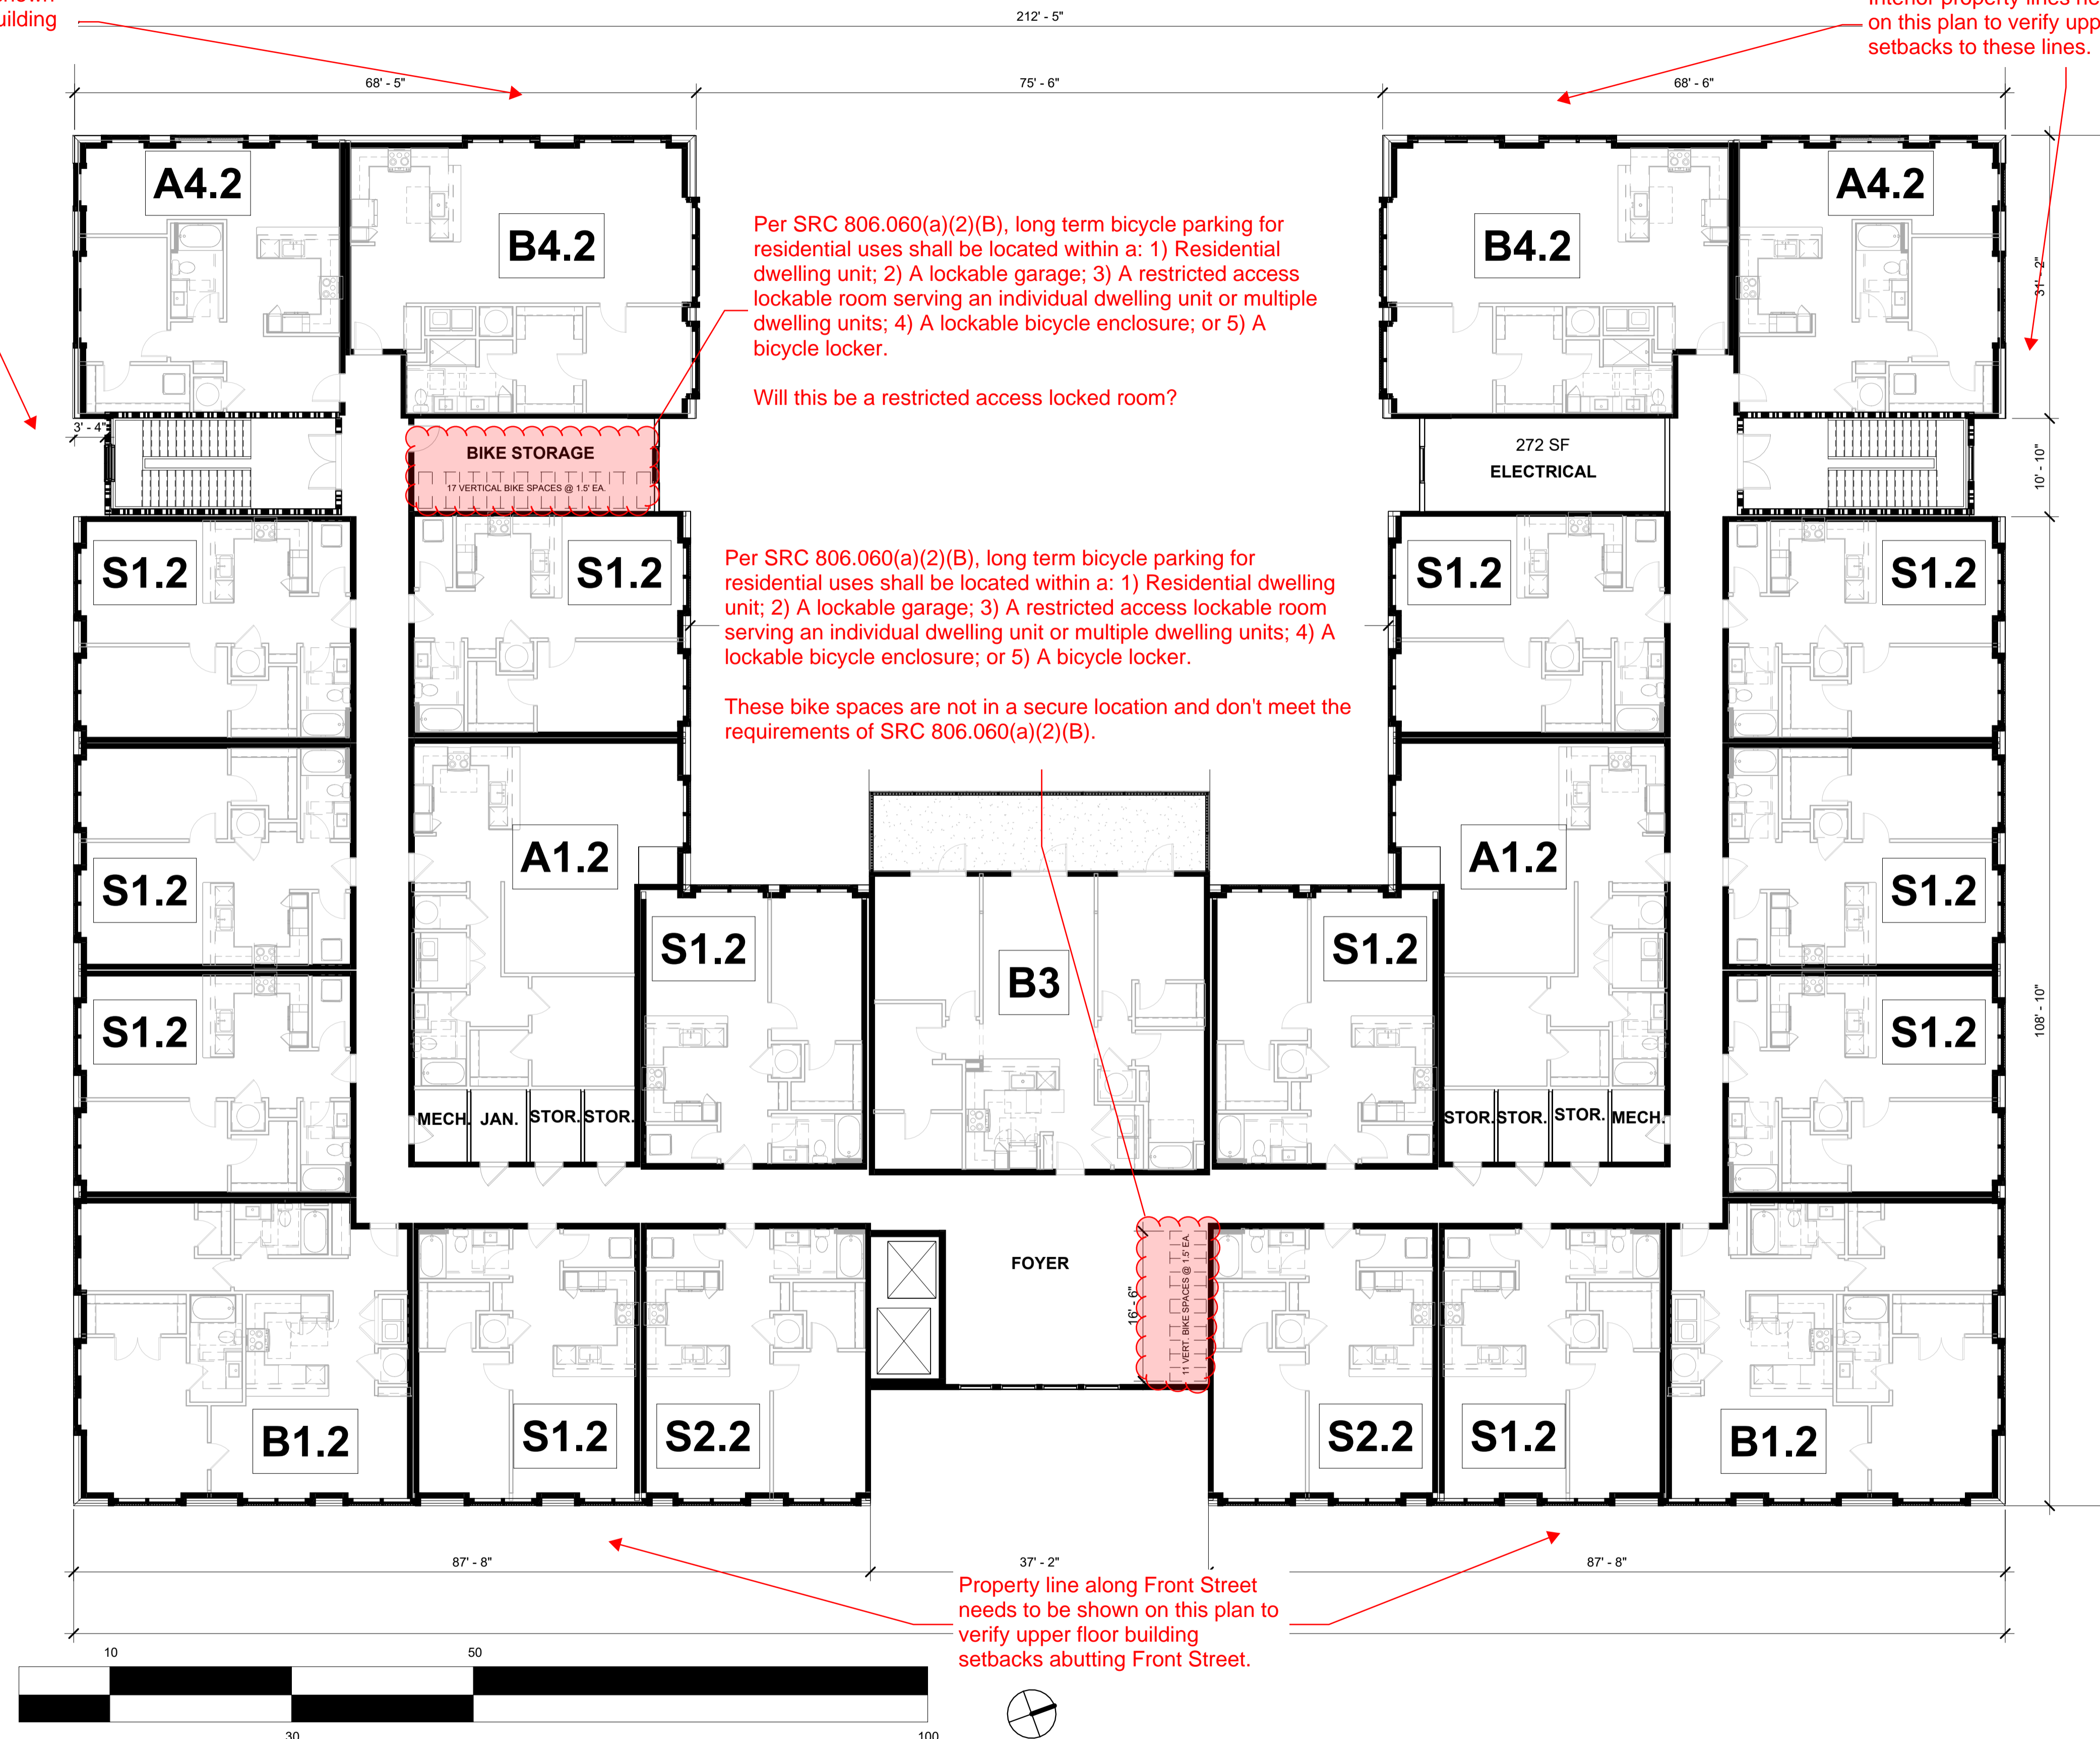 uilding
212' - 5"
on this plan to verify upp
setbacks to these lines.
68' - 5"
75' - 6"
68' - 6"
A4.2
B4.2
B4.2
A4.2
Per SRC 806.060(a)(2)(B), long term bicycle parking for
residential uses shall be located within a: 1) Residential
dwelling unit; 2) A lockable garage; 3) A restricted access
lockable room serving an individual dwelling unit or multiple
dwelling units; 4) A lockable bicycle enclosure; or 5) A
bicycle locker.
Will this be a restricted access locked room?
31' - 2"
3' - 4"
BIKE STORAGE
17 VERTICAL BIKE SPACES @ 1.5' EA.
272 SF
ELECTRICAL
10' - 10"
S1.2
S1.2
S1.2
S1.2
Per SRC 806.060(a)(2)(B), long term bicycle parking for
residential uses shall be located within a: 1) Residential dwelling
unit; 2) A lockable garage; 3) A restricted access lockable room
serving an individual dwelling unit or multiple dwelling units; 4) A
lockable bicycle enclosure; or 5) A bicycle locker.
These bike spaces are not in a secure location and don't meet the
requirements of SRC 806.060(a)(2)(B).
S1.2
A1.2
A1.2
S1.2
S1.2
B3
S1.2
S1.2
S1.2
108' - 10"
MECH.
JAN.
STOR.
STOR.
STOR.
STOR.
STOR.
MECH.
FOYER
16' - 6"
11 VERT. BIKE SPACES @ 1.5' EA.
B1.2
S1.2
S2.2
S2.2
S1.2
B1.2
87' - 8"
37' - 2"
87' - 8"
Property line along Front Street
needs to be shown on this plan to
verify upper floor building
setbacks abutting Front Street.
10
50
30
100